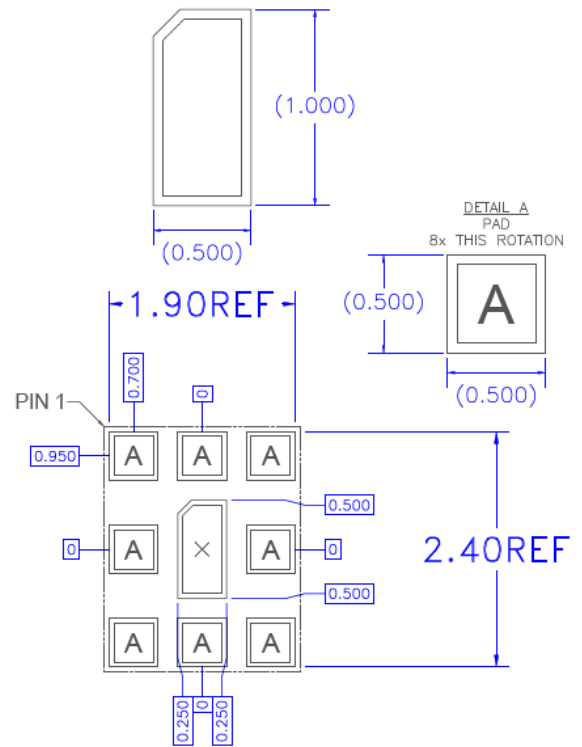 (1.000)
(0.500)
DETAIL A
PAD
8x THIS ROTATION
(0.500)
A
(0.500)
1.90REF
0.700
0
PIN 1
0.950
A
A
A
0.500
0
A
A
0
2.40REF
0.500
A
A
A
0.250
0
0.250